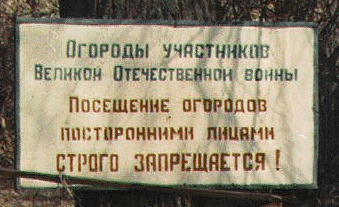 Огороды участников
Великой Отечественной войны
Посещение огородов
посторонними лицами
СТРОГО ЗАПРЕЩАЕТСЯ !